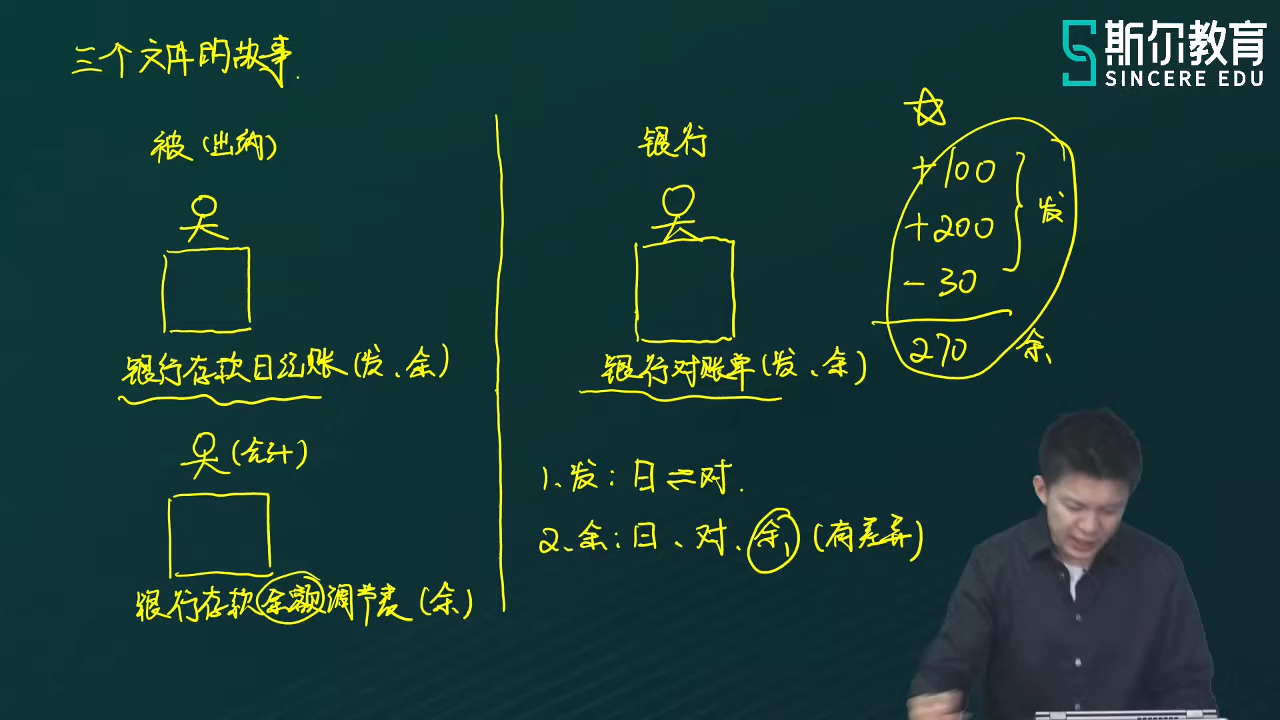 三个文件的故事.
斯尔教育
SINCERE EDU
被(出纳)
银行存款日记账(发、余)
(会计)
银行存款余额调节表(余)
银行
银行对账单(发、余)
+100
+200
-30
发
270
余
1、发:日⇌对.
2、余:日、对、余(有差异)